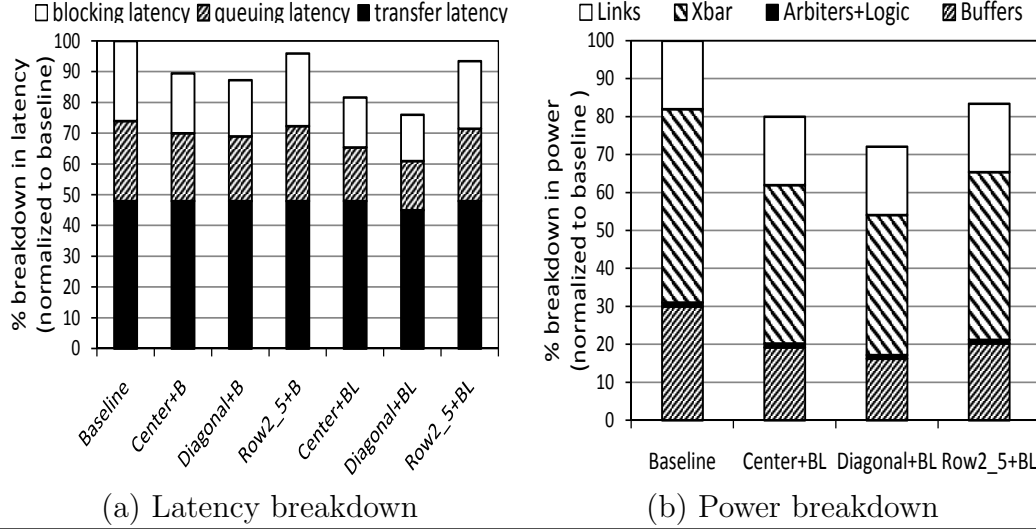 blocking latency queuing latency transfer latency
% breakdown in latency
(normalized to baseline)
100
90
80
70
60
50
40
30
20
10
0
Baseline
Center+B
Diagonal+B
Row2_5+B
Center+BL
Diagonal+BL
Row2_5+BL
(a) Latency breakdown
Links Xbar Arbiters+Logic Buffers
% breakdown in power
(normalized to baseline )
100
90
80
70
60
50
40
30
20
10
0
Baseline Center+BL Diagonal+BL Row2_5+BL
(b) Power breakdown